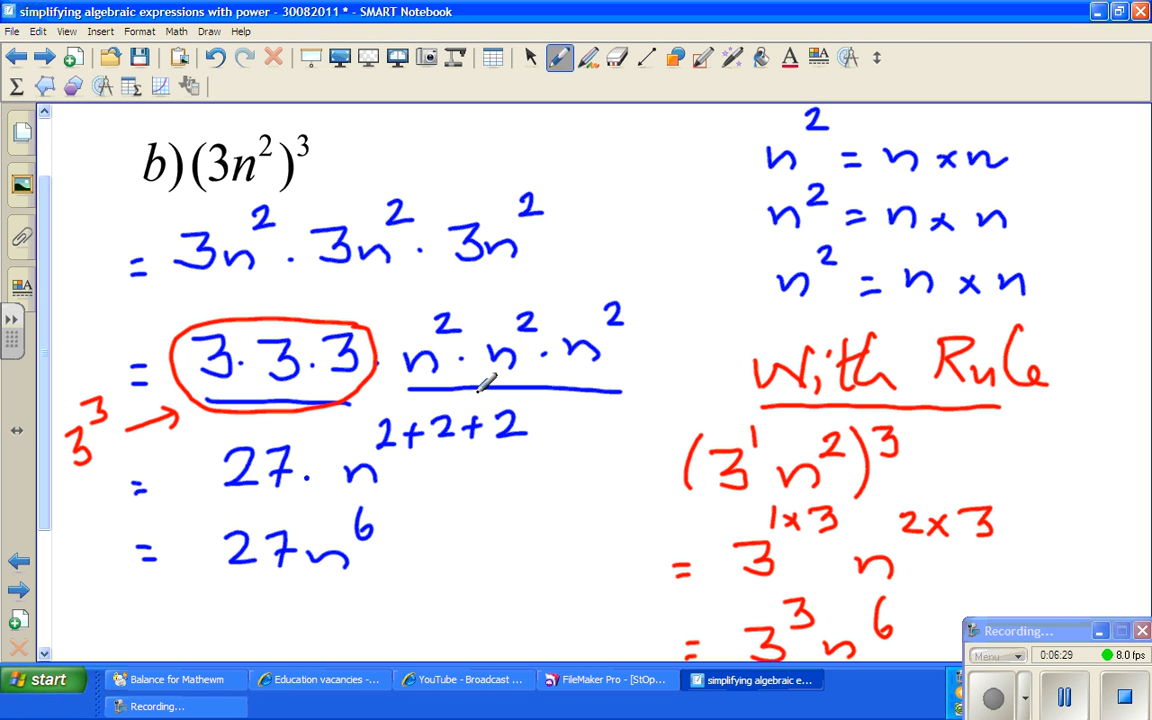 simplifying algebraic expressions with power - 30082011 * - SMART Notebook
File Edit View Insert Format Math Draw Help
b) (3n²)³
= 3n² · 3n² · 3n²
= 3 · 3 · 3 · n² · n² · n²
3³ →
= 27 · n²⁺²⁺²
= 27n⁶
n² = n × n
n² = n × n
n² = n × n
With Rule
(3¹ n²)³
= 3¹ˣ³ n²ˣ³
= 3³ n⁶
Recording...
Menu 0:06:29 8.0 fps
start Balance for Mathewm Education vacancies -... YouTube - Broadcast ... FileMaker Pro - [StOp... simplifying algebraic e...
Recording...